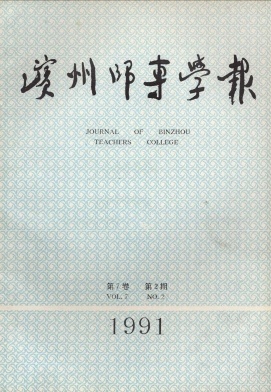 滨州师专学报
JOURNAL OF BINZHOU
TEACHERS COLLEGE
第7卷 第2期
VOL. 7 NO. 2
1991